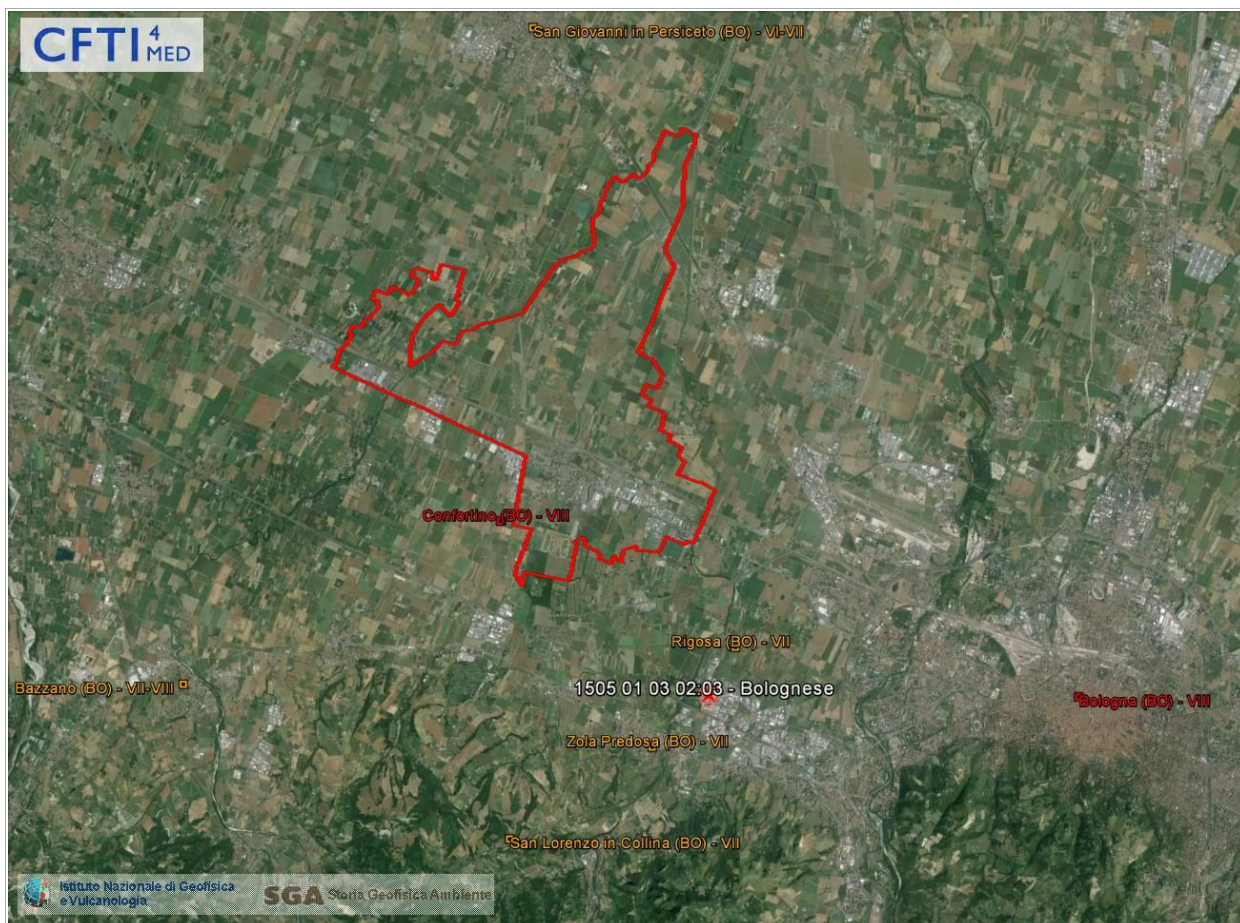 CFTI 4 MED
San Giovanni in Persiceto (BO) - VI-VII
Confortino (BO) - VIII
Rigosa (BO) - VII
Bazzano (BO) - VII-VIII
1505 01 03 02:03 - Bolognese
Bologna (BO) - VIII
Zola Predosa (BO) - VII
San Lorenzo in Collina (BO) - VII
Istituto Nazionale di Geofisica
e Vulcanologia
SGA Storia Geofisica Ambiente